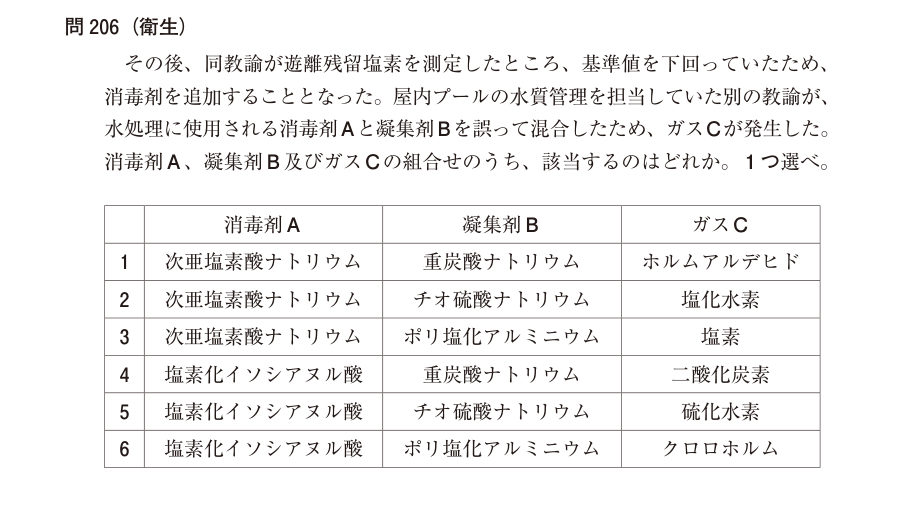 問 206（衛生）
その後、同教諭が遊離残留塩素を測定したところ、基準値を下回っていたため、
消毒剤を追加することとなった。屋内プールの水質管理を担当していた別の教諭が、
水処理に使用される消毒剤Aと凝集剤Bを誤って混合したため、ガスCが発生した。
消毒剤A、凝集剤B及びガスCの組合せのうち、該当するのはどれか。1つ選べ。
消毒剤A 凝集剤B ガスC
1 次亜塩素酸ナトリウム 重炭酸ナトリウム ホルムアルデヒド
2 次亜塩素酸ナトリウム チオ硫酸ナトリウム 塩化水素
3 次亜塩素酸ナトリウム ポリ塩化アルミニウム 塩素
4 塩素化イソシアヌル酸 重炭酸ナトリウム 二酸化炭素
5 塩素化イソシアヌル酸 チオ硫酸ナトリウム 硫化水素
6 塩素化イソシアヌル酸 ポリ塩化アルミニウム クロロホルム